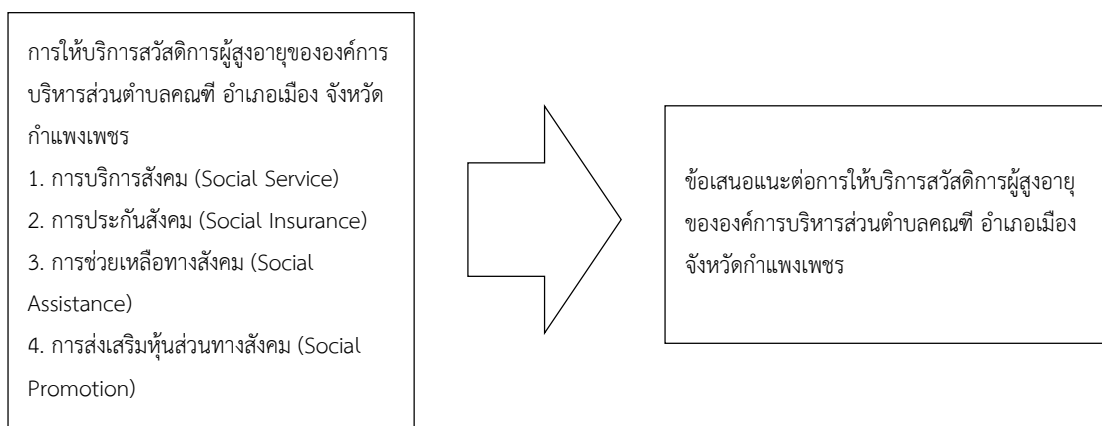 การให้บริการสวัสดิการผู้สูงอายุขององค์การ
บริหารส่วนตำบลคณฑี อำเภอเมือง จังหวัด
กำแพงเพชร
1. การบริการสังคม (Social Service)
2. การประกันสังคม (Social Insurance)
3. การช่วยเหลือทางสังคม (Social
Assistance)
4. การส่งเสริมหุ้นส่วนทางสังคม (Social
Promotion)
ข้อเสนอแนะต่อการให้บริการสวัสดิการผู้สูงอายุ
ขององค์การบริหารส่วนตำบลคณฑี อำเภอเมือง
จังหวัดกำแพงเพชร